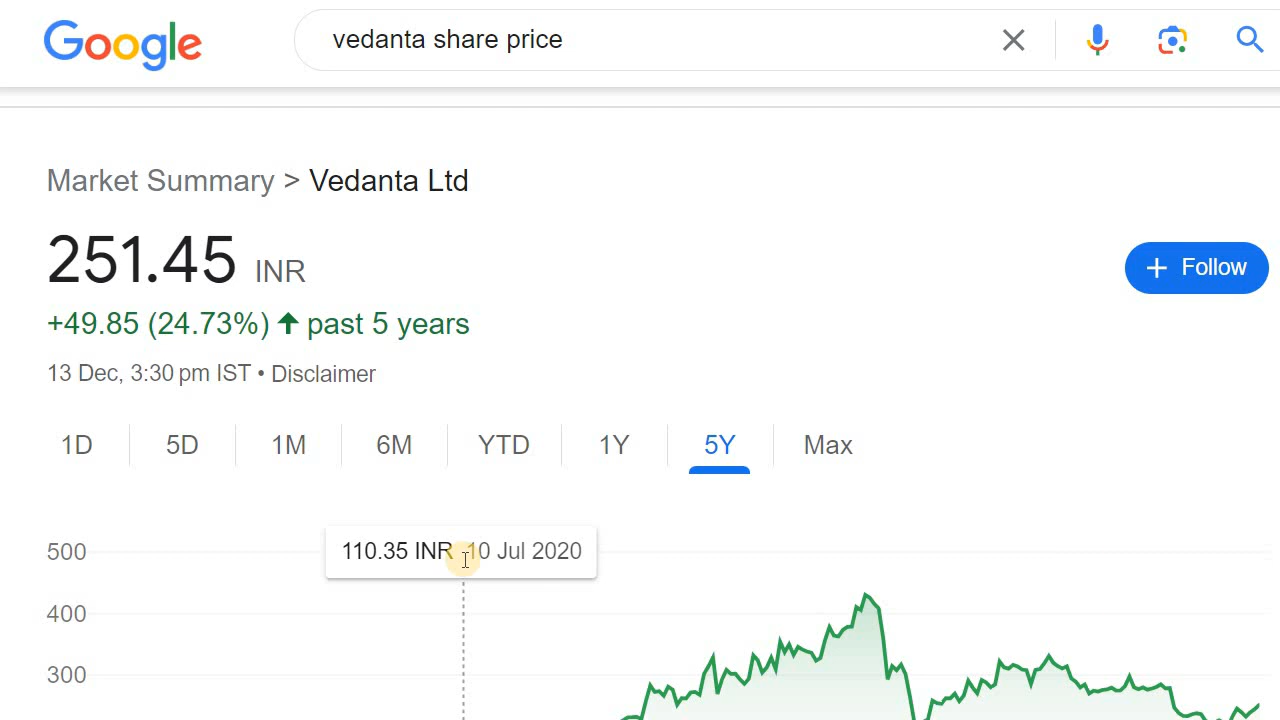 Google
vedanta share price
Market Summary > Vedanta Ltd
251.45 INR
+ Follow
+49.85 (24.73%) ↑ past 5 years
13 Dec, 3:30 pm IST • Disclaimer
1D 5D 1M 6M YTD 1Y 5Y Max
110.35 INR 10 Jul 2020
500
400
300